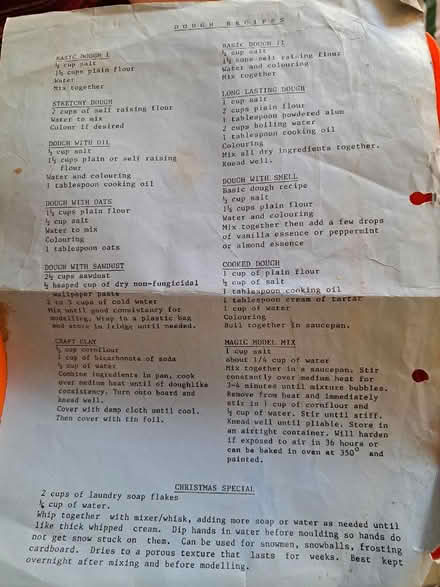 DOUGH RECIPES
BASIC DOUGH I
½ cup salt
1½ cups plain flour
Water
Mix together
STRETCHY DOUGH
2 cups of self raising flour
Water to mix
Colour if desired
DOUGH WITH OIL
½ cup salt
1½ cups plain or self raising
flour
Water and colouring
1 tablespoon cooking oil
DOUGH WITH OATS
1½ cups plain flour
½ cup salt
Water to mix
Colouring
1 tablespoon oats
DOUGH WITH SAWDUST
2½ cups sawdust
½ heaped cup of dry non-fungicidal
wallpaper paste
1 to 3 cups of cold water
Mix until good consistancy for
modelling. Wrap in a plastic bag
and store in fridge until needed.
CRAFT CLAY
½ cup cornflour
1 cup of bicarbonate of soda
½ cup of water
Combine ingredients in pan, cook
over medium heat until of doughlike
consistancy. Turn onto board and
knead well.
Cover with damp cloth until cool.
Then cover with tin foil.
BASIC DOUGH II
½ cup salt
1½ cups self raising flour
Water and colouring
Mix together
LONG LASTING DOUGH
1 cup salt
2 cups plain flour
1 tablespoon powdered alum
2 cups boiling water
1 tablespoon cooking oil
Colouring
Mix all dry ingredients together.
Knead well.
DOUGH WITH SMELL
Basic dough recipe
½ cup salt
1½ cups plain flour
Water and colouring
Mix together then add a few drops
of vanilla essence or peppermint
or almond essence
COOKED DOUGH
1 cup of plain flour
½ cup of salt
1 tablespoon cooking oil
1 tablespoon cream of tartar
1 cup of water
Colouring
Boil together in saucepan.
MAGIC MODEL MIX
1 cup salt
about 1/4 cup of water
Mix together in saucepan. Stir
constantly over medium heat for
3-4 minutes until mixture bubbles.
Remove from heat and immediately
stir in 1 cup of cornflour and
½ cup of water. Stir until stiff.
Knead well until pliable. Store in
an airtight container. Will harden
if exposed to air in 36 hours or
can be baked in oven at 350° and
painted.
CHRISTMAS SPECIAL
2 cups of laundry soap flakes
cup of water.
Whip together with mixer/whisk, adding more soap or water as needed until
like thick whipped cream. Dip hands in water before moulding so hands do
not get snow stuck on them. Can be used for snowmen, snowballs, frosting
cardboard. Dries to a porous texture that lasts for weeks. Best kept
overnight after mixing and before modelling.